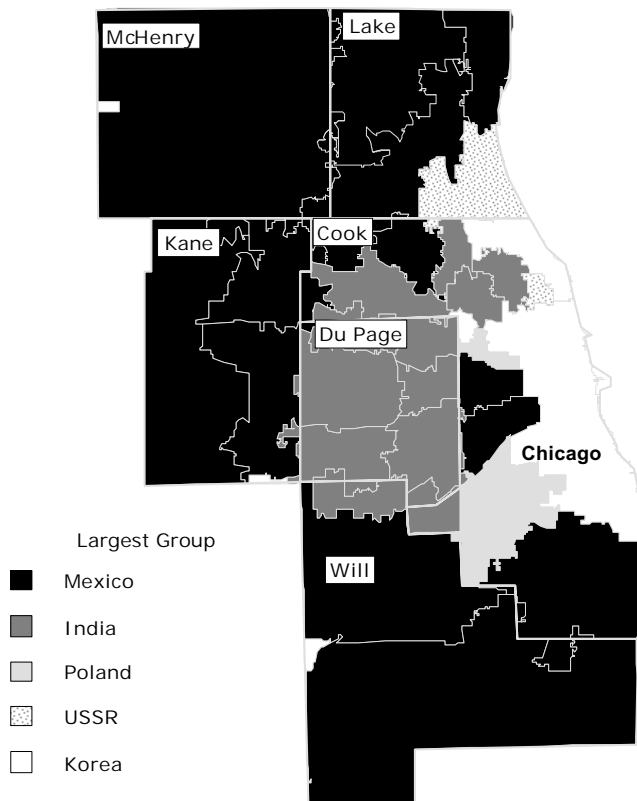 McHenry
Lake
Kane
Cook
Du Page
Chicago
Largest Group
Mexico
Will
India
Poland
USSR
Korea